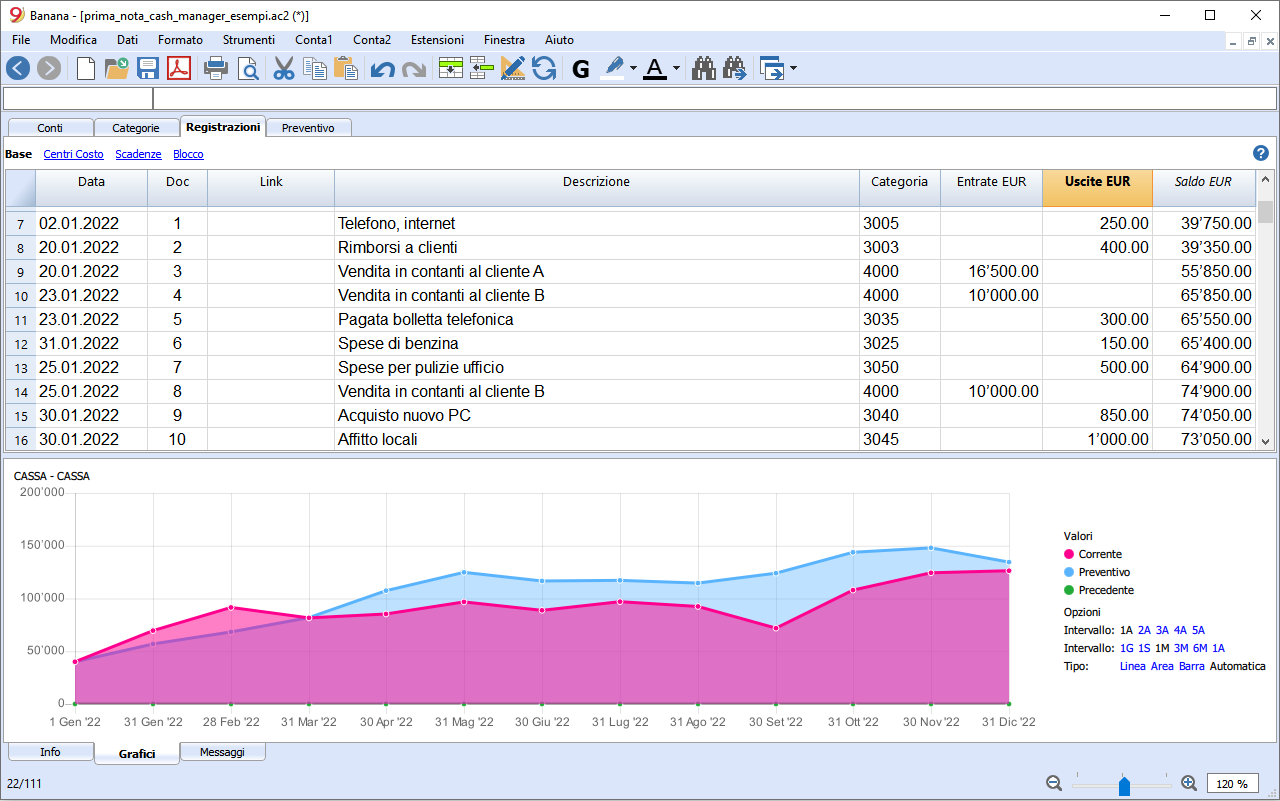 Banana - [prima_nota_cash_manager_esempi.ac2 (*)]
File Modifica Dati Formato Strumenti Conta1 Conta2 Estensioni Finestra Aiuto
G A
Conti Categorie Registrazioni Preventivo
Base Centri Costo Scadenze Blocco ?
Data Doc Link Descrizione Categoria Entrate EUR Uscite EUR Saldo EUR
7 02.01.2022 1 Telefono, internet 3005 250.00 39’750.00
8 20.01.2022 2 Rimborsi a clienti 3003 400.00 39’350.00
9 20.01.2022 3 Vendita in contanti al cliente A 4000 16’500.00 55’850.00
10 23.01.2022 4 Vendita in contanti al cliente B 4000 10’000.00 65’850.00
11 23.01.2022 5 Pagata bolletta telefonica 3035 300.00 65’550.00
12 31.01.2022 6 Spese di benzina 3025 150.00 65’400.00
13 25.01.2022 7 Spese per pulizie ufficio 3050 500.00 64’900.00
14 25.01.2022 8 Vendita in contanti al cliente B 4000 10’000.00 74’900.00
15 30.01.2022 9 Acquisto nuovo PC 3040 850.00 74’050.00
16 30.01.2022 10 Affitto locali 3045 1’000.00 73’050.00
CASSA - CASSA
200’000
150’000
100’000
50’000
0
1 Gen '22 31 Gen '22 28 Feb '22 31 Mar '22 30 Apr '22 31 Mag '22 30 Giu '22 31 Lug '22 31 Ago '22 30 Set '22 31 Ott '22 30 Nov '22 31 Dic '22
Valori
Corrente
Preventivo
Precedente
Opzioni
Intervallo: 1A 2A 3A 4A 5A
Intervallo: 1G 1S 1M 3M 6M 1A
Tipo: Linea Area Barra Automatica
Info Grafici Messaggi
22/111 120 %